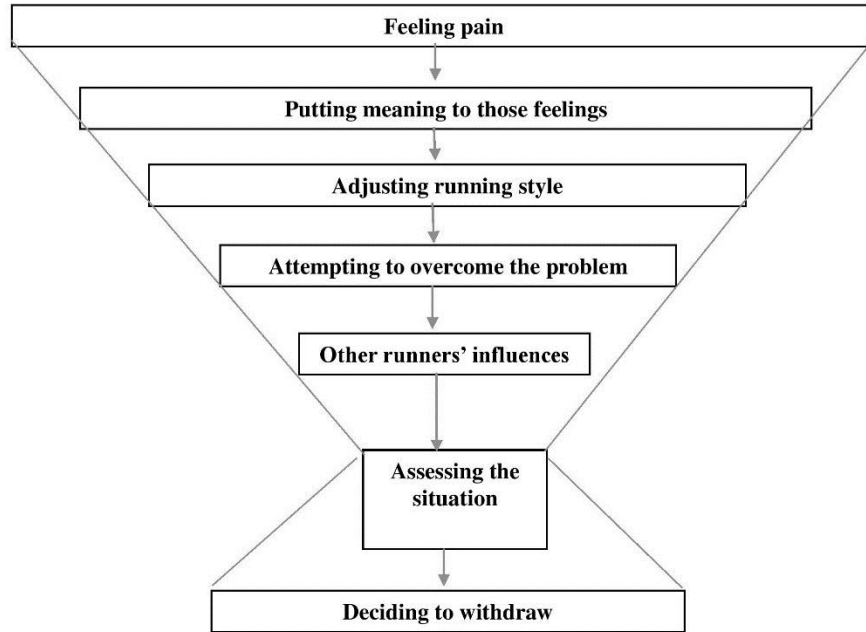 Feeling pain
Putting meaning to those feelings
Adjusting running style
Attempting to overcome the problem
Other runners’ influences
Assessing the
situation
Deciding to withdraw